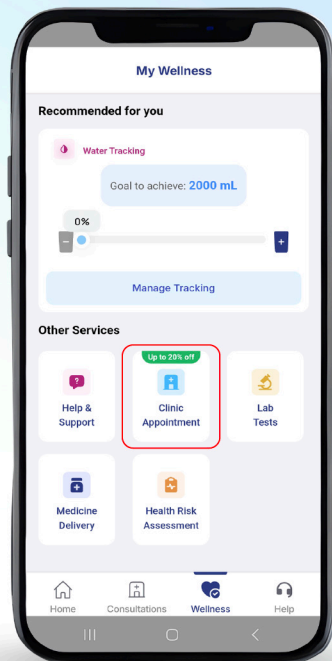 My Wellness
Recommended for you
Water Tracking
Goal to achieve: 2000 mL
0%
- +
Manage Tracking
Other Services
Up to 20% off
?
Help &
Support
Clinic
Appointment
Lab
Tests
Medicine
Delivery
Health Risk
Assessment
Home Consultations Wellness Help